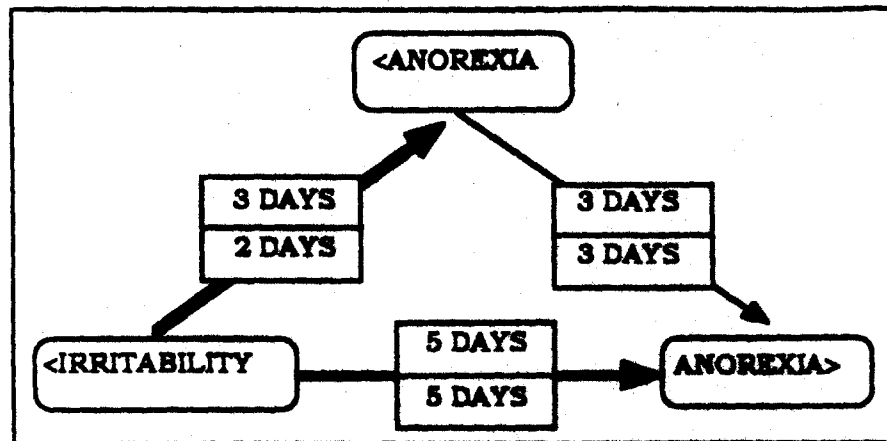 <ANOREXIA
3 DAYS
2 DAYS
3 DAYS
3 DAYS
<IRRITABILITY
5 DAYS
5 DAYS
ANOREXIA>